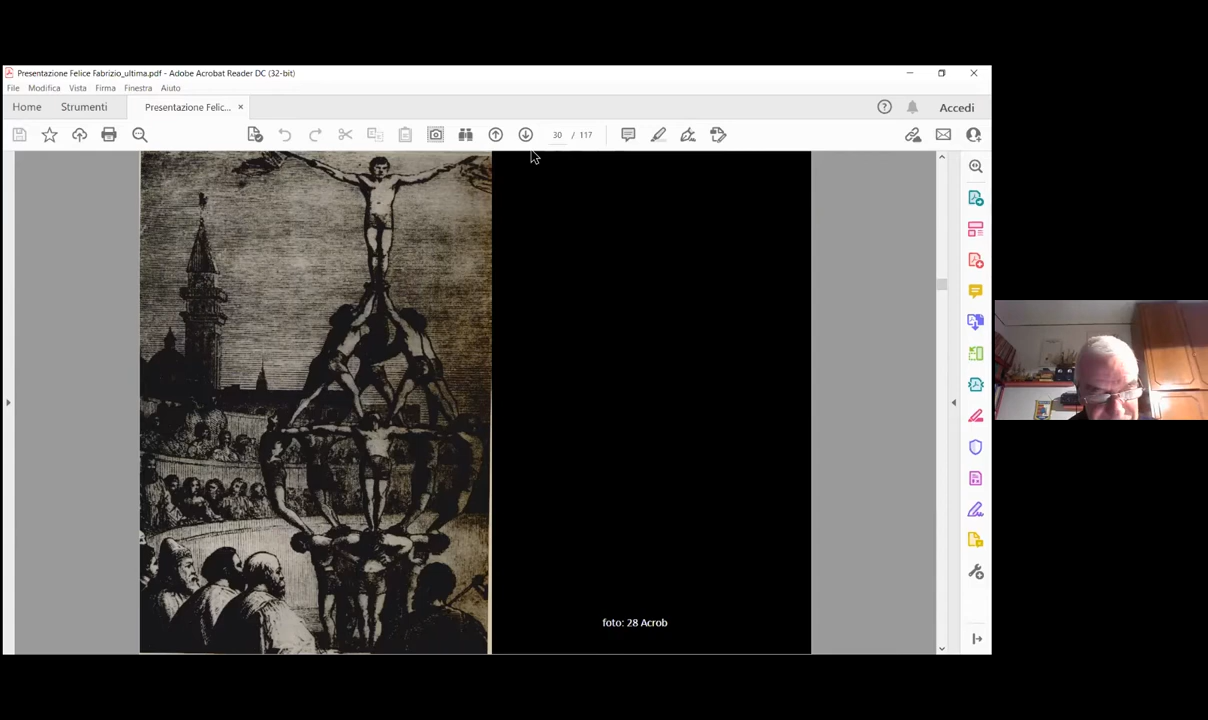 Presentazione Felice Fabrizio_ultima.pdf - Adobe Acrobat Reader DC (32-bit)
File Modifica Vista Firma Finestra Aiuto
Home Strumenti Presentazione Felic... × Accedi
30 / 117
foto: 28 Acrob